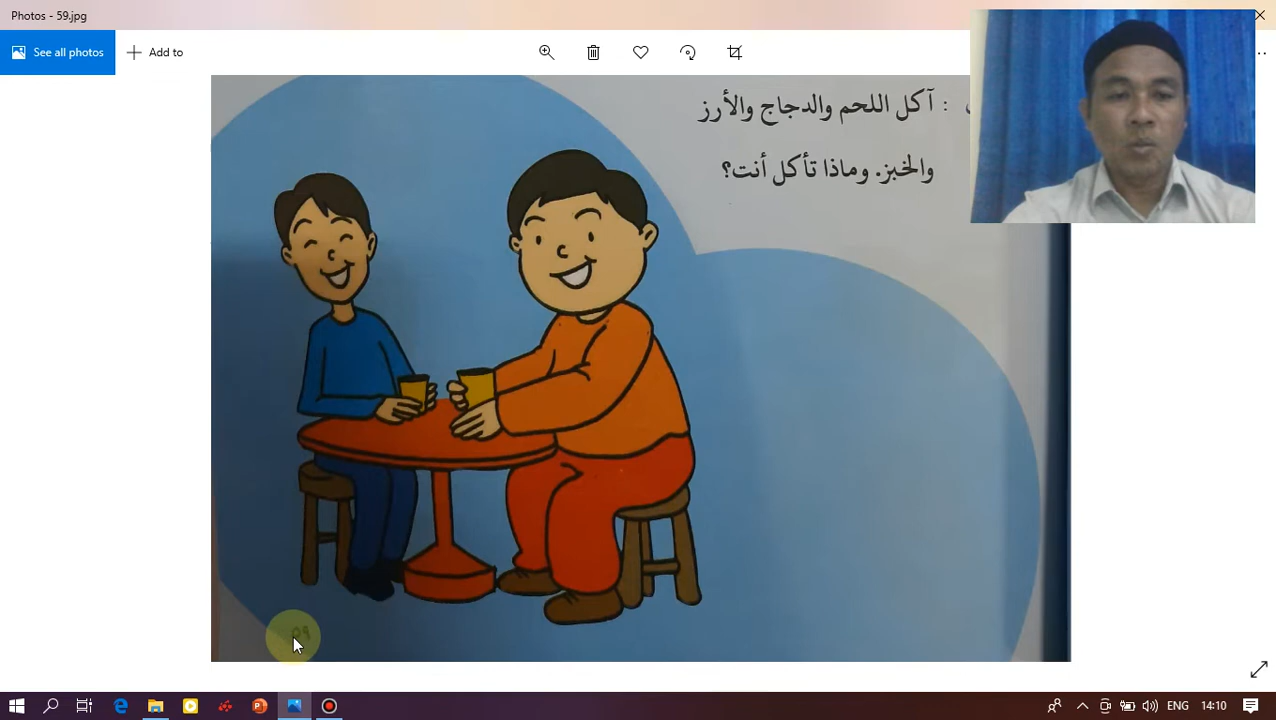 Photos - 59.jpg
See all photos
Add to
: آكل اللحم والدجاج والأرز
والخبز. وماذا تأكل أنت؟
٥٩
ENG
14:10